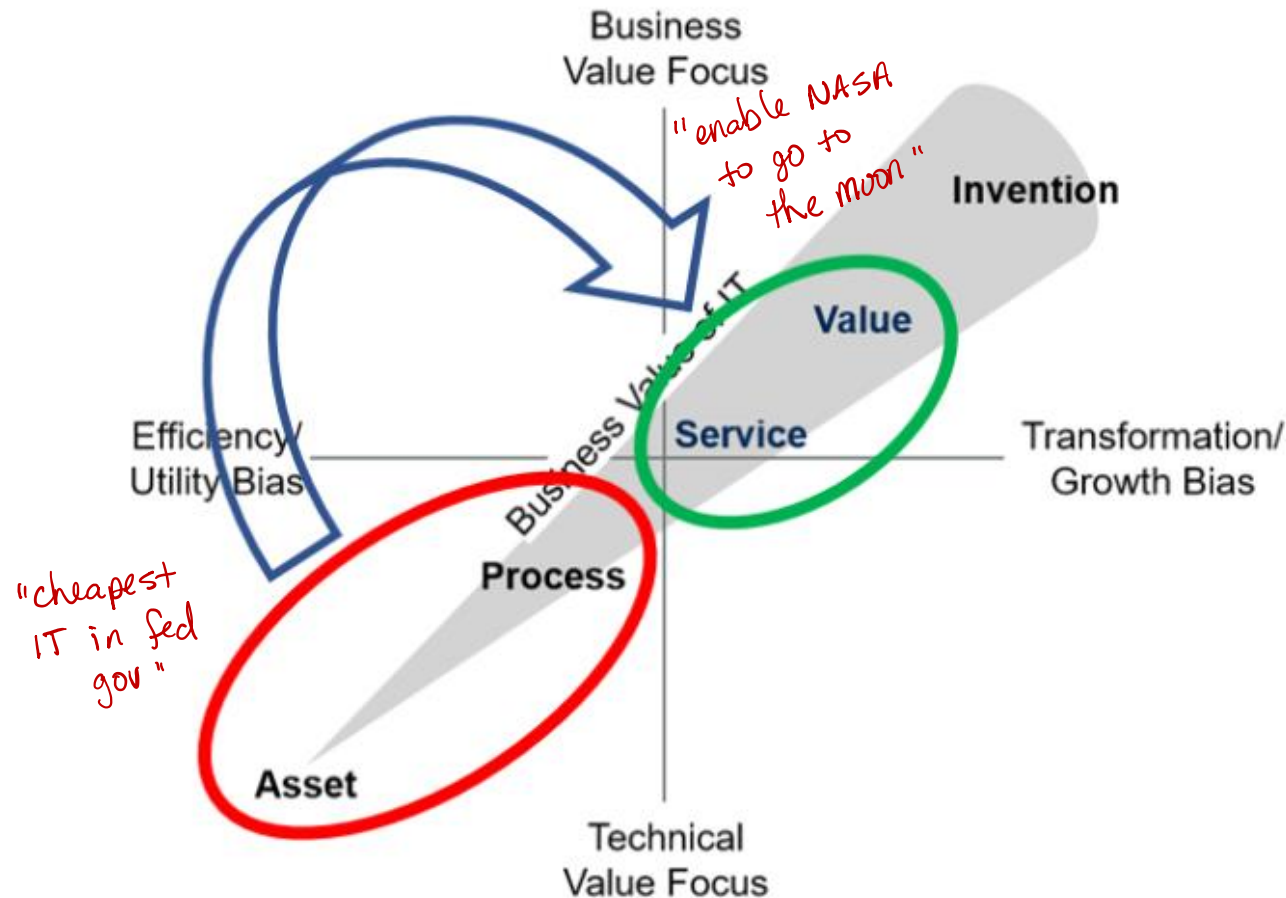 Business
Value Focus
"enable NASA
to go to
the moon"
Invention
Value
Business Value of IT
Service
Efficiency/
Utility Bias
Transformation/
Growth Bias
Process
"cheapest
IT in fed
gov"
Asset
Technical
Value Focus